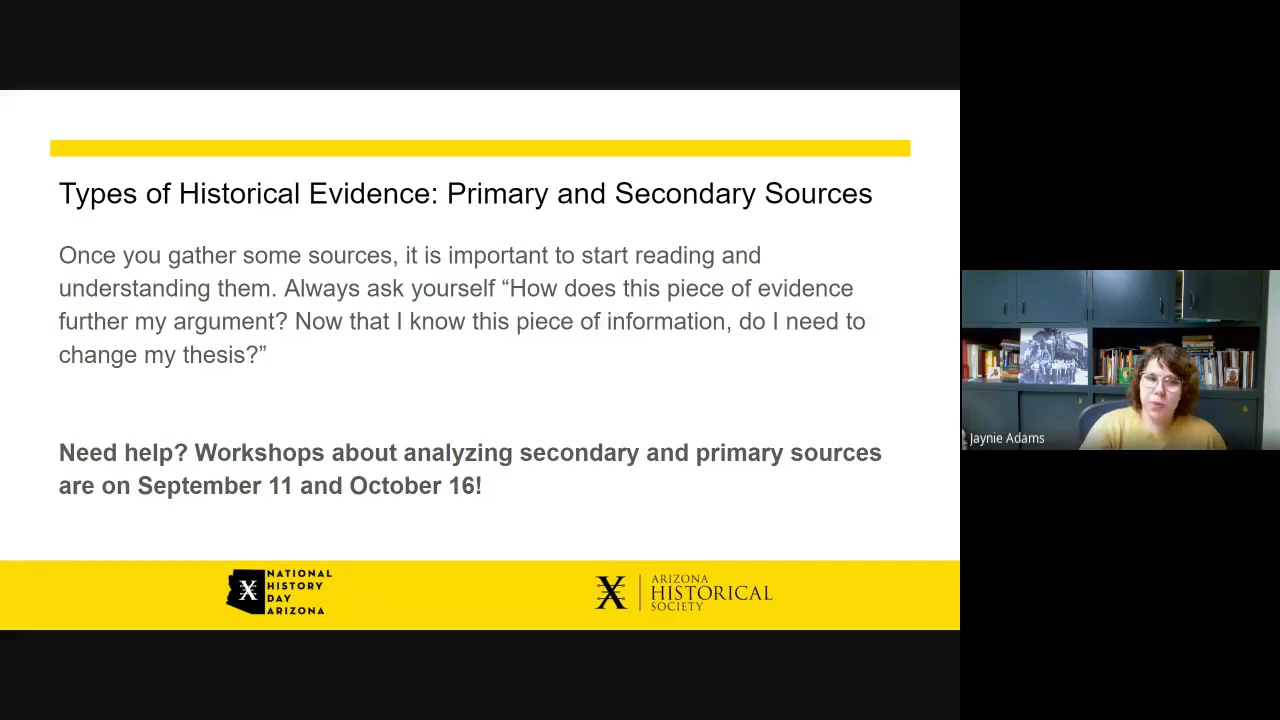 Types of Historical Evidence: Primary and Secondary Sources
Once you gather some sources, it is important to start reading and
understanding them. Always ask yourself “How does this piece of evidence
further my argument? Now that I know this piece of information, do I need to
change my thesis?”
Need help? Workshops about analyzing secondary and primary sources
are on September 11 and October 16!
NATIONAL
HISTORY
DAY
ARIZONA
ARIZONA
HISTORICAL
SOCIETY
Jaynie Adams